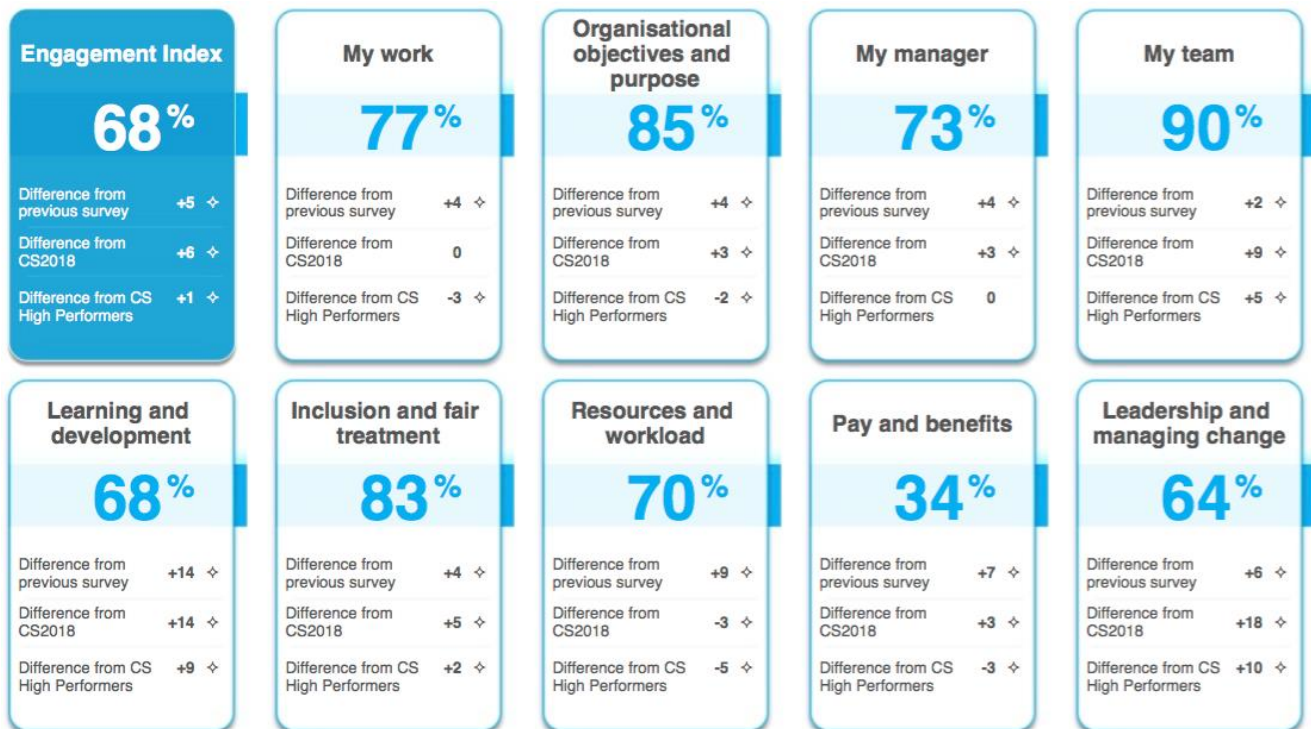 Engagement Index
68%
Difference from
previous survey +5 ✧
Difference from
CS2018 +6 ✧
Difference from CS
High Performers +1 ✧
My work
77%
Difference from
previous survey +4 ✧
Difference from
CS2018 0
Difference from CS
High Performers -3 ✧
Organisational
objectives and
purpose
85%
Difference from
previous survey +4 ✧
Difference from
CS2018 +3 ✧
Difference from CS
High Performers -2 ✧
My manager
73%
Difference from
previous survey +4 ✧
Difference from
CS2018 +3 ✧
Difference from CS
High Performers 0
My team
90%
Difference from
previous survey +2 ✧
Difference from
CS2018 +9 ✧
Difference from CS
High Performers +5 ✧
Learning and
development
68%
Difference from
previous survey +14 ✧
Difference from
CS2018 +14 ✧
Difference from CS
High Performers +9 ✧
Inclusion and fair
treatment
83%
Difference from
previous survey +4 ✧
Difference from
CS2018 +5 ✧
Difference from CS
High Performers +2 ✧
Resources and
workload
70%
Difference from
previous survey +9 ✧
Difference from
CS2018 -3 ✧
Difference from CS
High Performers -5 ✧
Pay and benefits
34%
Difference from
previous survey +7 ✧
Difference from
CS2018 +3 ✧
Difference from CS
High Performers -3 ✧
Leadership and
managing change
64%
Difference from
previous survey +6 ✧
Difference from
CS2018 +18 ✧
Difference from CS
High Performers +10 ✧